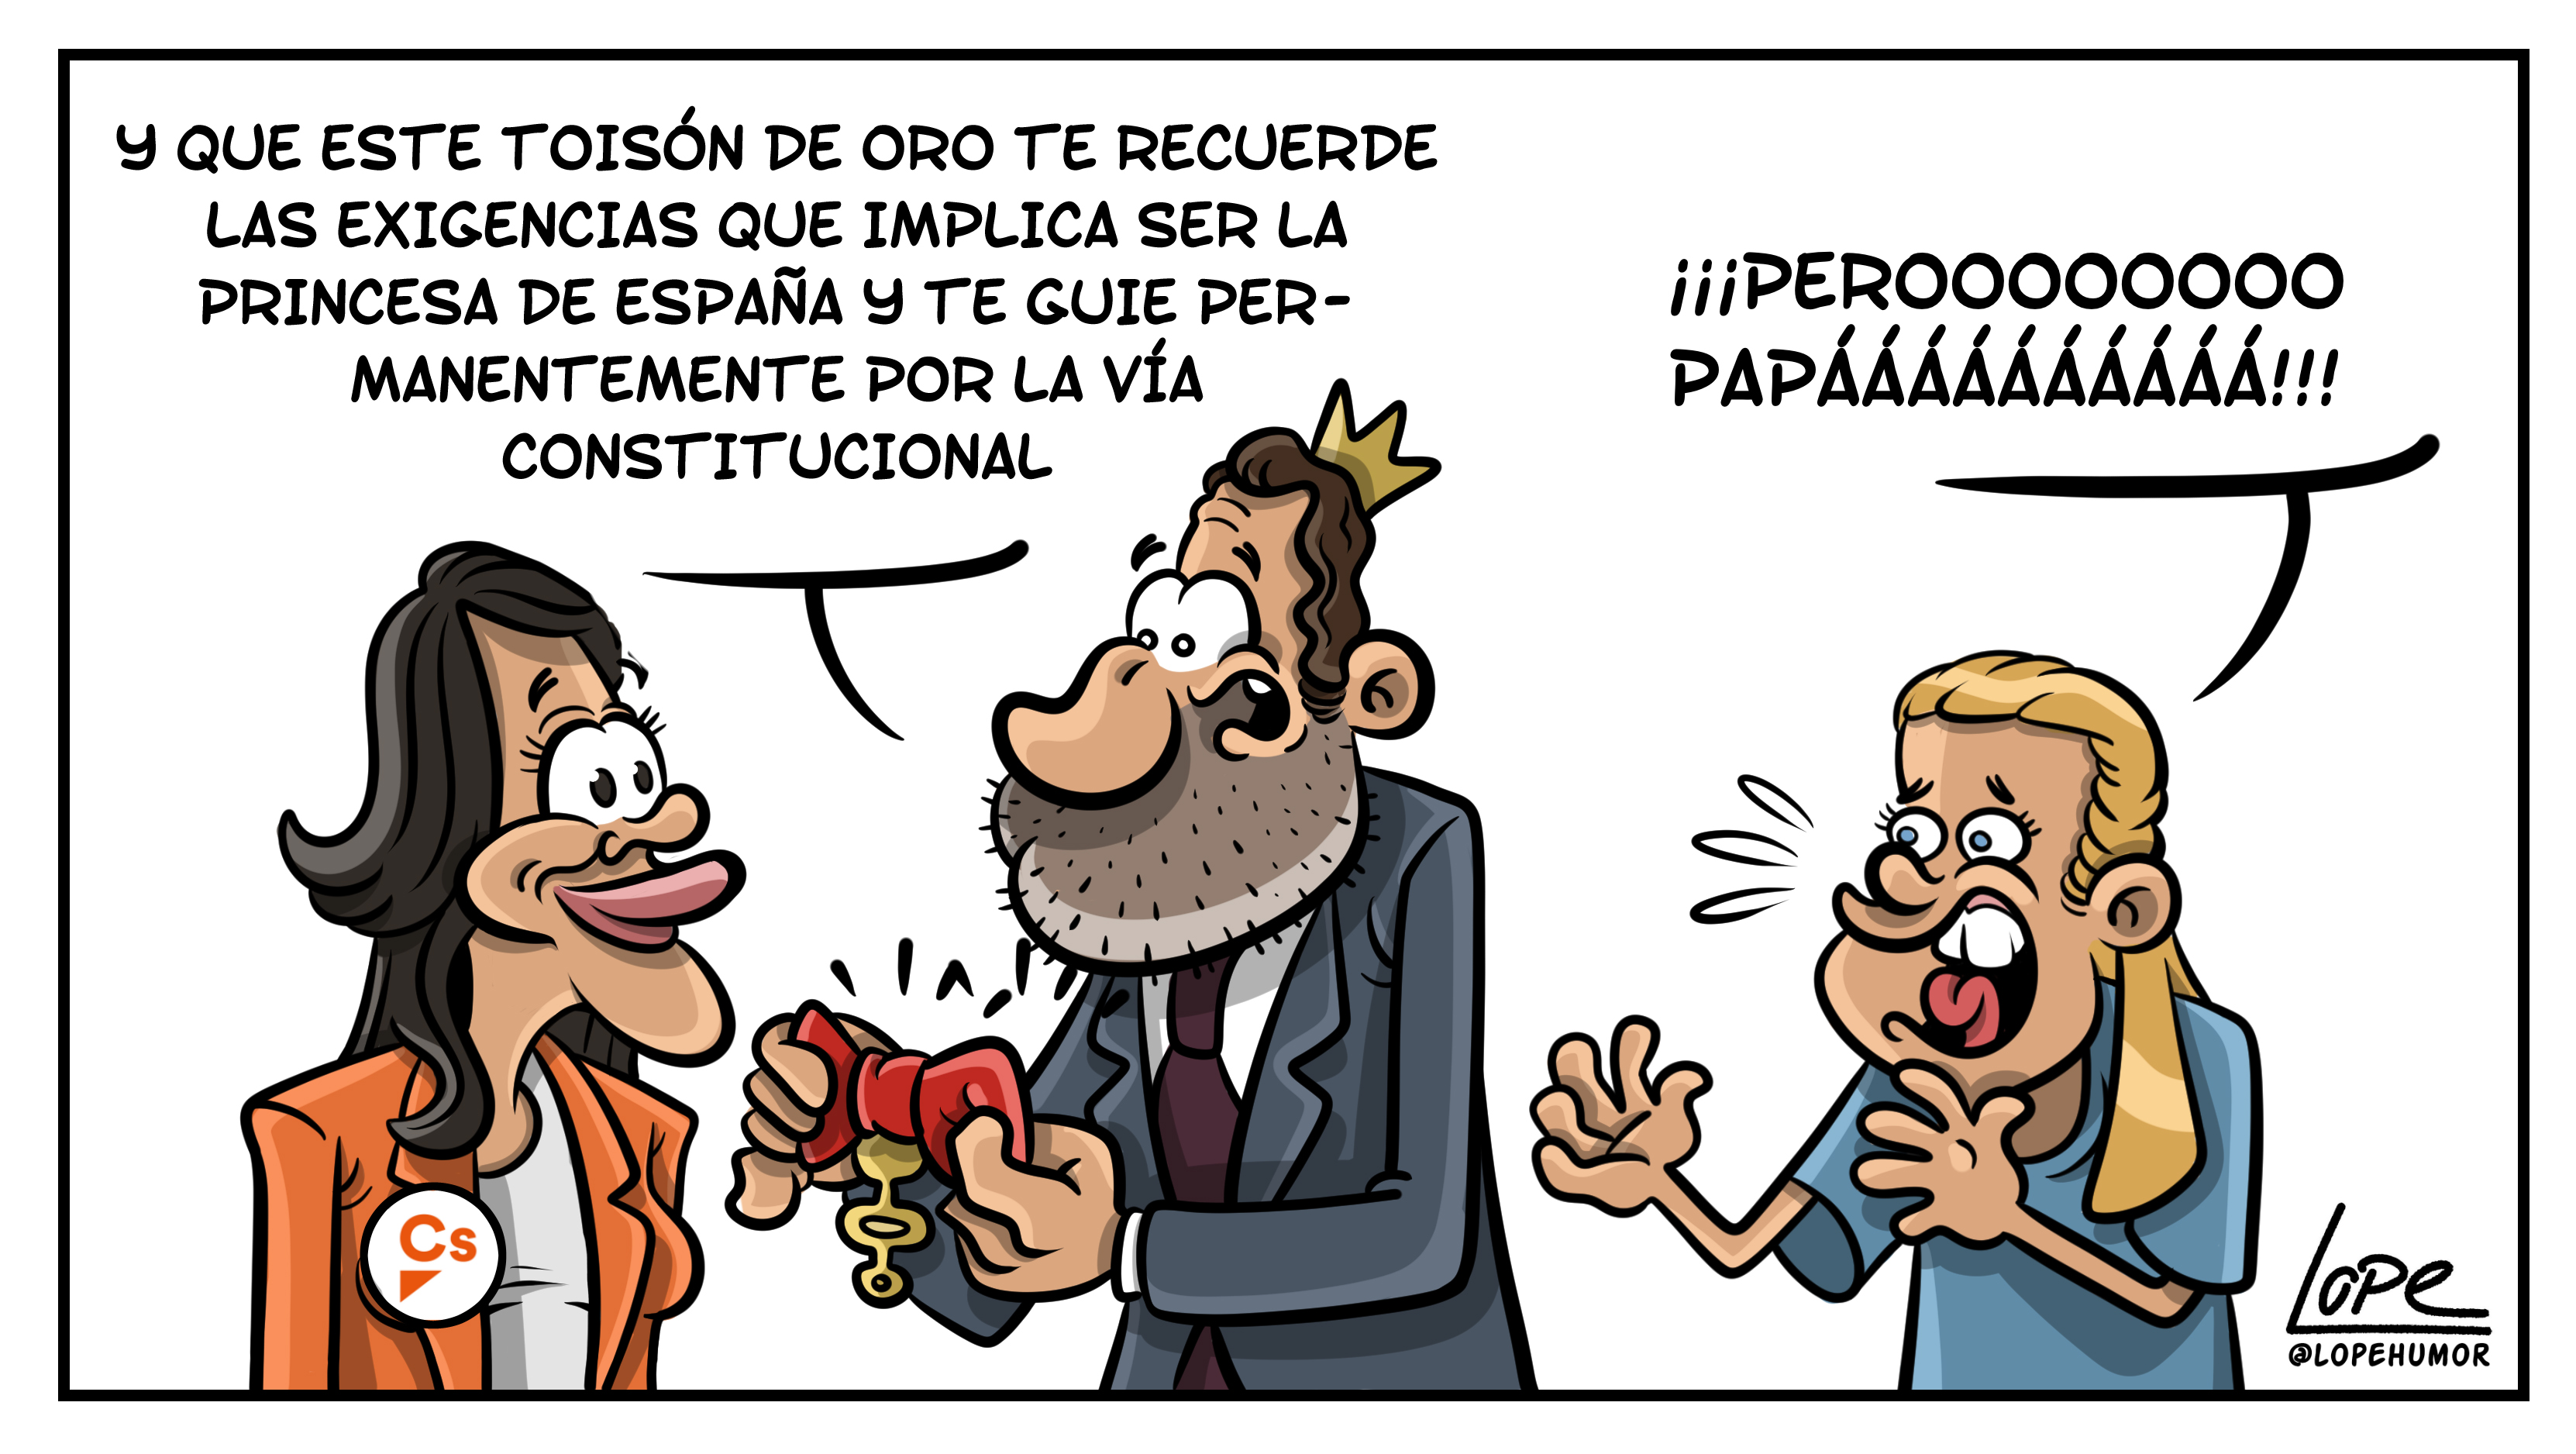 Y QUE ESTE TOISÓN DE ORO TE RECUERDE
LAS EXIGENCIAS QUE IMPLICA SER LA
PRINCESA DE ESPAÑA Y TE GUIE PER-
MANENTEMENTE POR LA VÍA
CONSTITUCIONAL
¡¡¡PEROOOOOOOO
PAPÁÁÁÁÁÁÁÁÁÁ!!!
Cs
LOPE
@LOPEHUMOR